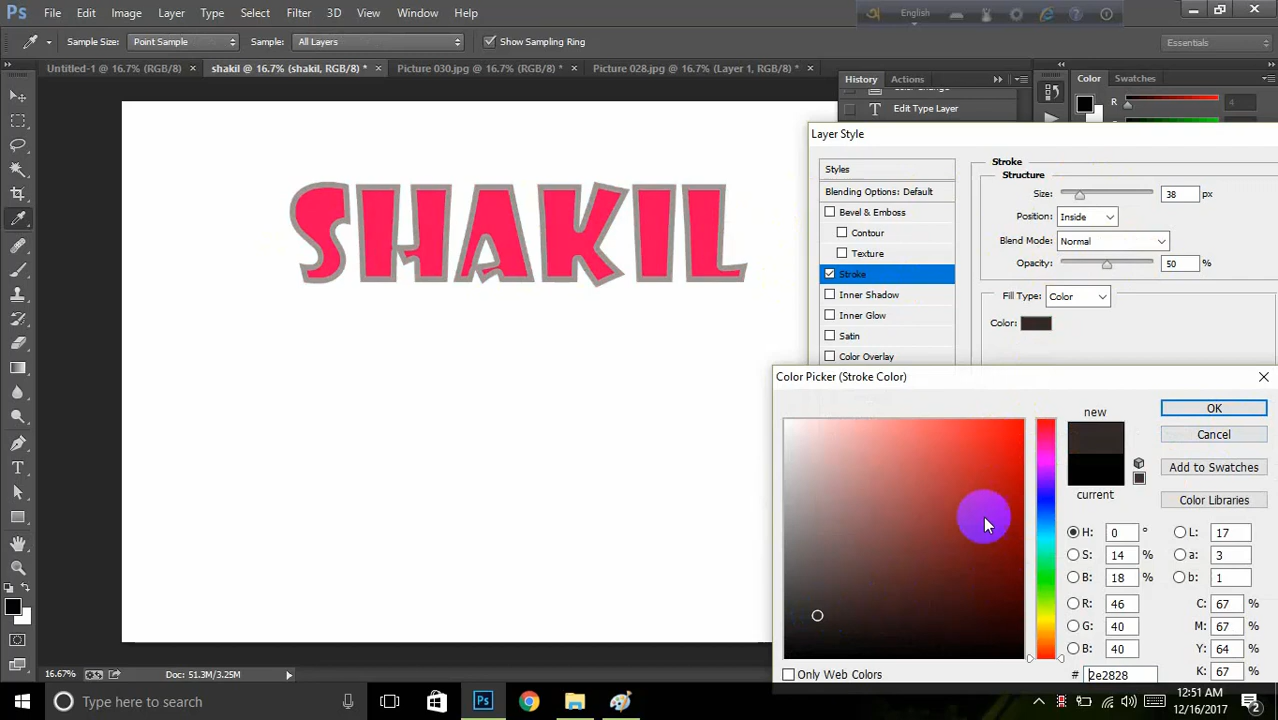 Ps File Edit Image Layer Type Select Filter 3D View Window Help
English
Sample Size: Point Sample Sample: All Layers Show Sampling Ring
Essentials
Untitled-1 @ 16.7% (RGB/8) × shakil @ 16.7% (shakil, RGB/8) * × Picture 030.jpg @ 16.7% (RGB/8) * × Picture 028.jpg @ 16.7% (Layer 1, RGB/8) * ×
History Actions
Color Swatches
R 4
Edit Type Layer
SHAKIL
Layer Style
Styles
Blending Options: Default
Bevel & Emboss
Contour
Texture
Stroke
Inner Shadow
Inner Glow
Satin
Color Overlay
Stroke
Structure
Size: 38 px
Position: Inside
Blend Mode: Normal
Opacity: 50 %
Fill Type: Color
Color:
Color Picker (Stroke Color)
new
current
OK
Cancel
Add to Swatches
Color Libraries
H: 0 °
S: 14 %
B: 18 %
R: 46
G: 40
B: 40
L: 17
a: 3
b: 1
C: 67 %
M: 67 %
Y: 64 %
K: 67 %
# 2e2828
Only Web Colors
16.67% Doc: 51.3M/3.25M
Type here to search
12:51 AM
12/16/2017
2